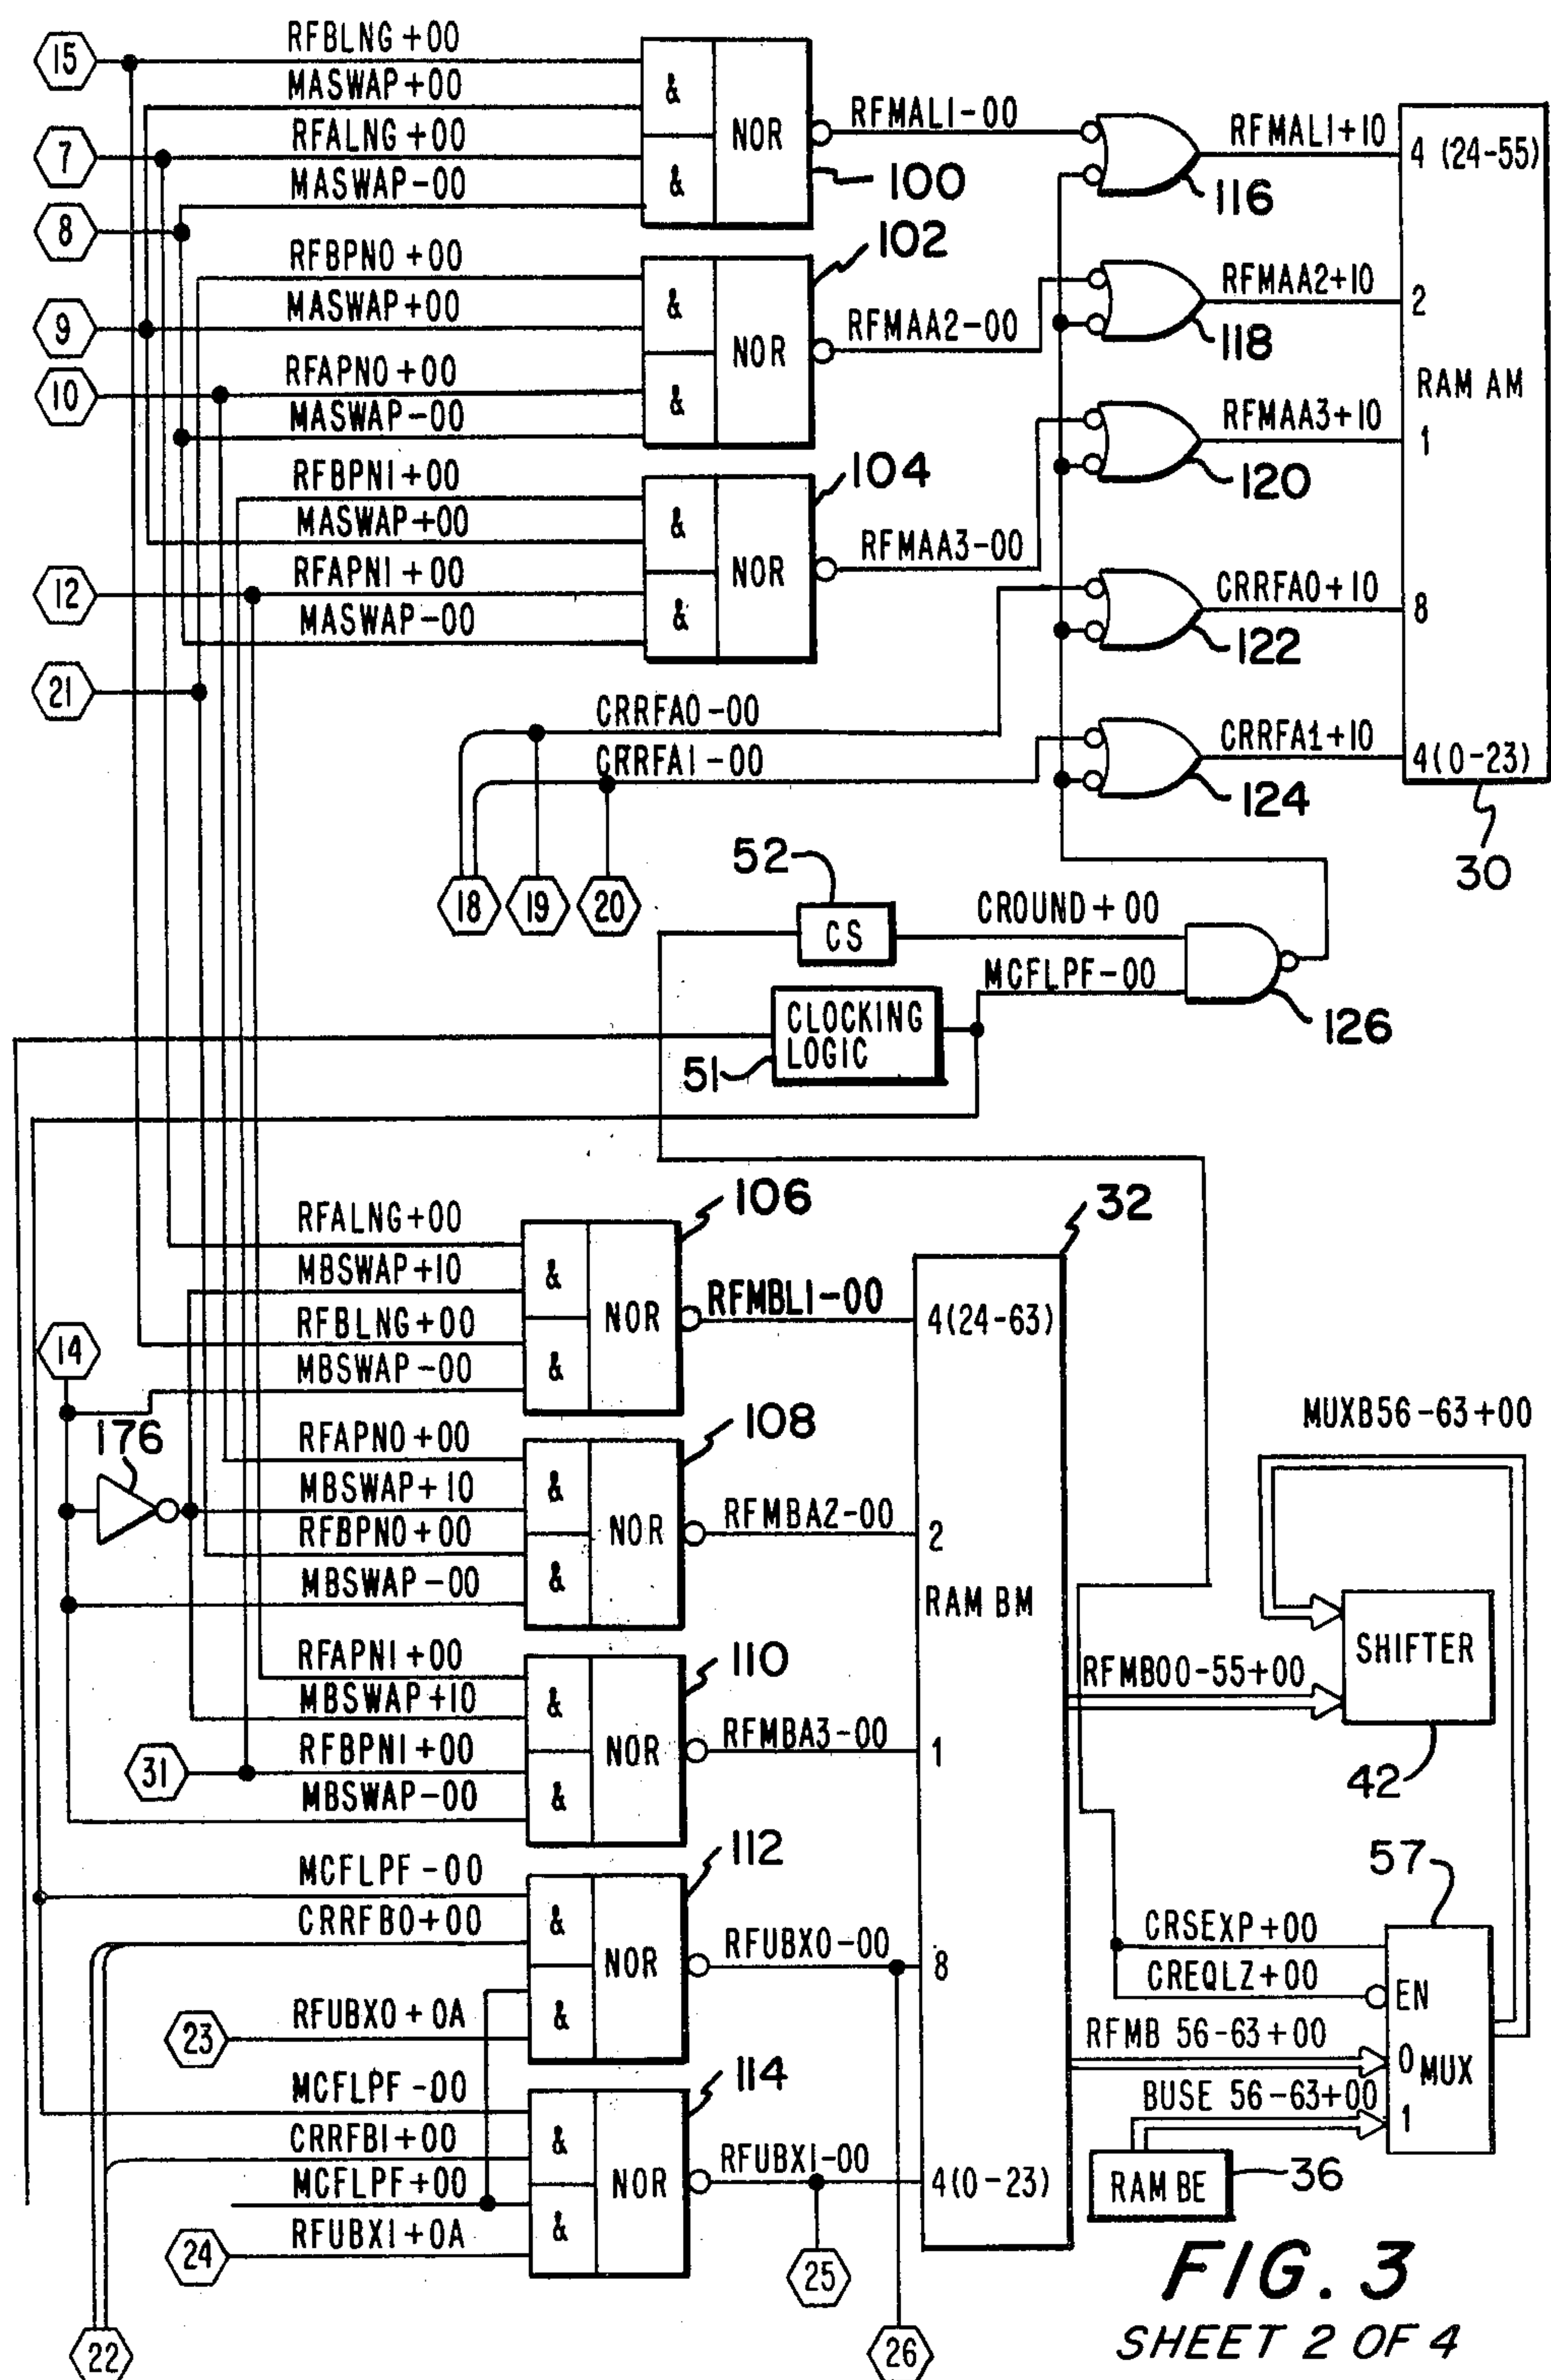 15
RFBLNG+00
MASWAP+00
7
RFALNG+00
MASWAP-00
8
&
&
NOR
100
RFMAL1-00
116
RFMAL1+10
4 (24-55)
102
RFBPN0+00
9
MASWAP+00
10
RFAPN0+00
MASWAP-00
&
&
NOR
RFMAA2-00
118
RFMAA2+10
2
RAM AM
104
RFBPN1+00
MASWAP+00
12
RFAPN1+00
MASWAP-00
&
&
NOR
RFMAA3-00
120
RFMAA3+10
1
122
CRRFA0+10
8
21
CRRFA0-00
CRRFA1-00
124
CRRFA1+10
4(0-23)
30
18
19
20
52
CS
CROUND+00
MCFLPF-00
126
CLOCKING
LOGIC
51
106
RFALNG+00
MBSWAP+10
RFBLNG+00
MBSWAP-00
&
&
NOR
RFMBL1-00
32
4(24-63)
14
176
108
RFAPN0+00
MBSWAP+10
RFBPN0+00
MBSWAP-00
&
&
NOR
RFMBA2-00
2
RAM BM
MUXB56-63+00
SHIFTER
42
RFMB00-55+00
110
RFAPN1+00
MBSWAP+10
31
RFBPN1+00
MBSWAP-00
&
&
NOR
RFMBA3-00
1
112
MCFLPF-00
CRRFB0+00
23
RFUBX0+0A
&
&
NOR
RFUBX0-00
8
57
CRSEXP+00
CREQLZ+00
EN
RFMB 56-63+00
0
MUX
BUSE 56-63+00
1
RAM BE
36
114
MCFLPF-00
CRRFB1+00
MCFLPF+00
24
RFUBX1+0A
&
&
NOR
RFUBX1-00
4(0-23)
25
22
26
FIG. 3
SHEET 2 OF 4